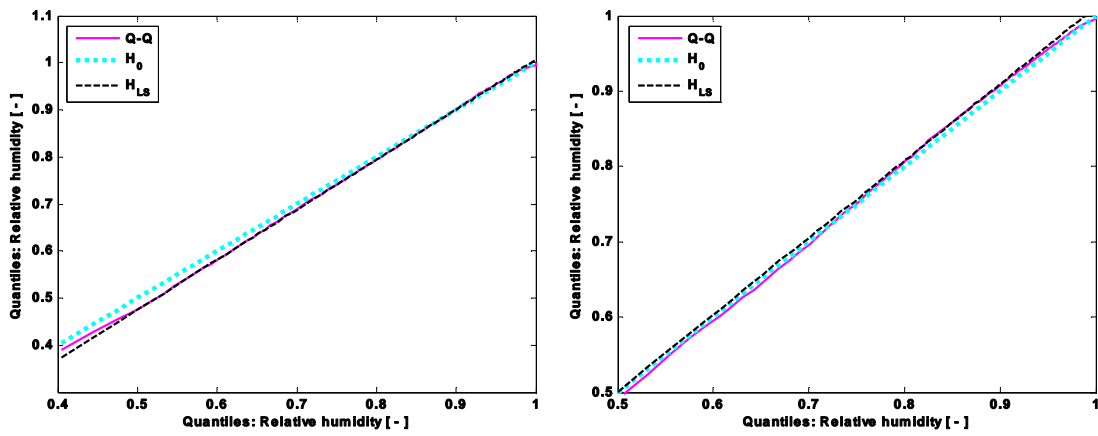 1.1
1
0.9
0.8
0.7
0.6
0.5
0.4
Quantiles: Relative humidity [ - ]
Q-Q
H0
HLS
0.4 0.5 0.6 0.7 0.8 0.9 1
Quantiles: Relative humidity [ - ]
1
0.9
0.8
0.7
0.6
0.5
Quantiles: Relative humidity [ - ]
Q-Q
H0
HLS
0.5 0.6 0.7 0.8 0.9 1
Quantiles: Relative humidity [ - ]